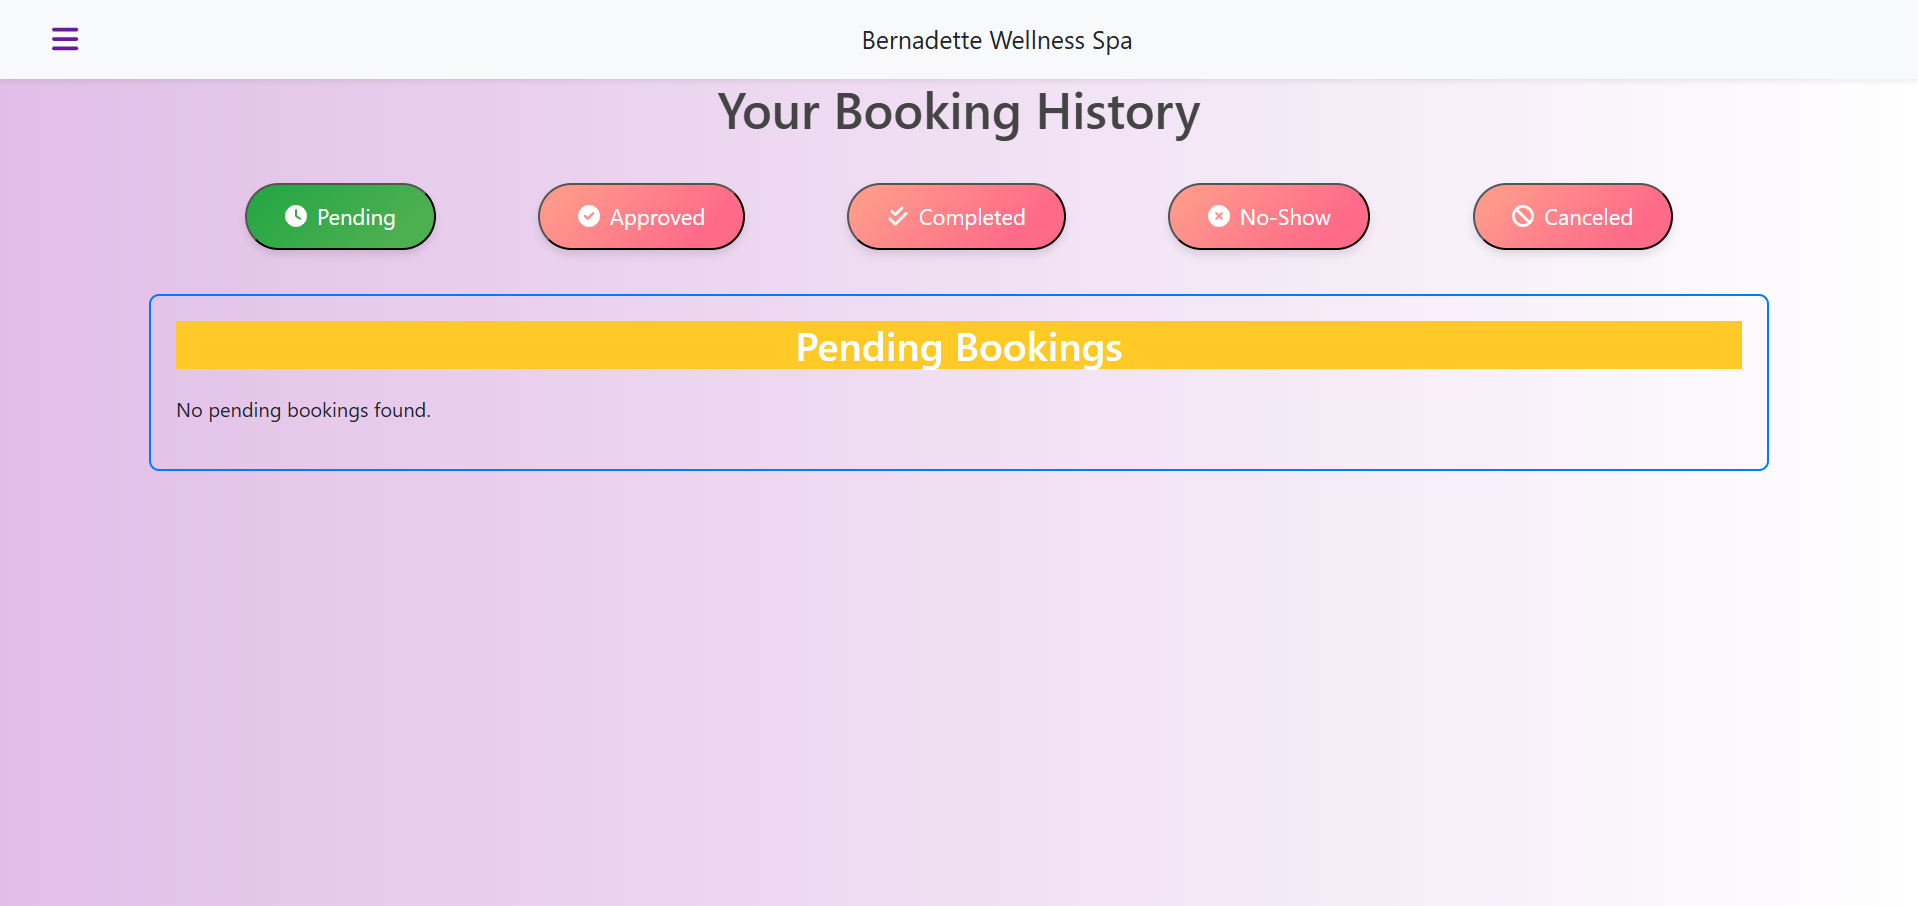 Bernadette Wellness Spa
Your Booking History
Pending
Approved
Completed
No-Show
Canceled
Pending Bookings
No pending bookings found.